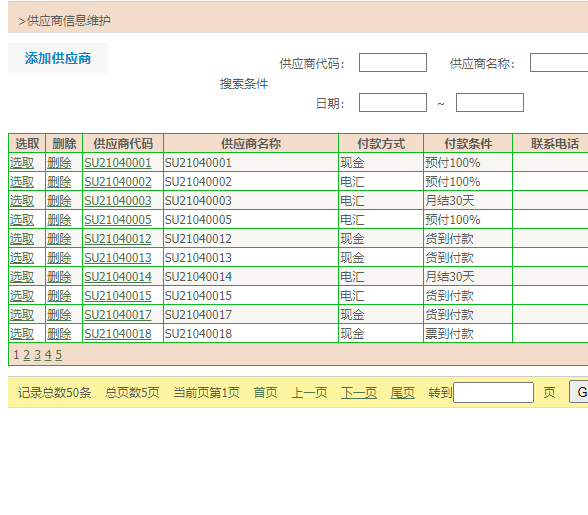 >供应商信息维护
添加供应商
供应商代码： 供应商名称：
搜索条件
日期： ~
选取 删除 供应商代码 供应商名称 付款方式 付款条件 联系电话
选取 删除 SU21040001 SU21040001 现金 预付100%
选取 删除 SU21040002 SU21040002 电汇 预付100%
选取 删除 SU21040003 SU21040003 电汇 月结30天
选取 删除 SU21040005 SU21040005 电汇 预付100%
选取 删除 SU21040012 SU21040012 现金 货到付款
选取 删除 SU21040013 SU21040013 现金 货到付款
选取 删除 SU21040014 SU21040014 电汇 月结30天
选取 删除 SU21040015 SU21040015 电汇 货到付款
选取 删除 SU21040017 SU21040017 现金 货到付款
选取 删除 SU21040018 SU21040018 现金 票到付款
1 2 3 4 5
记录总数50条 总页数5页 当前页第1页 首页 上一页 下一页 尾页 转到 页 G